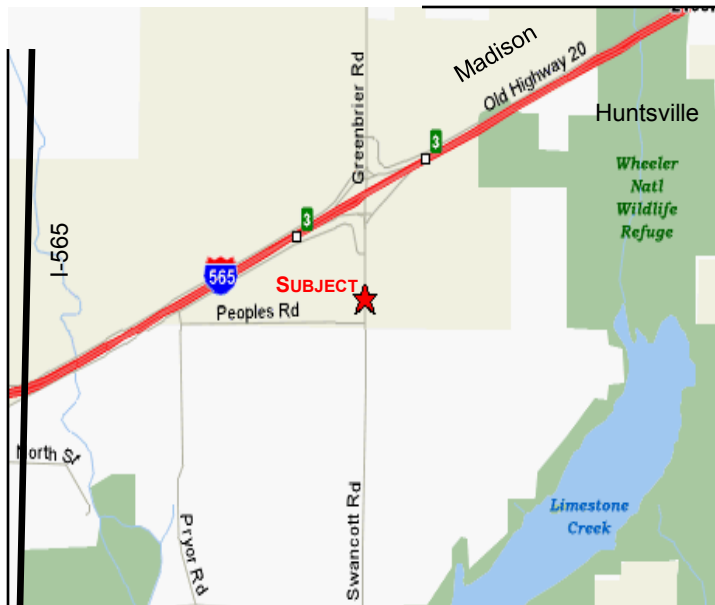 Madison
Old Highway 20
Greenbrier Rd
Huntsville
3
Wheeler
Natl
Wildlife
Refuge
3
I-565
565
SUBJECT
Peoples Rd
North St
Limestone
Creek
Pryor Rd
Swancott Rd